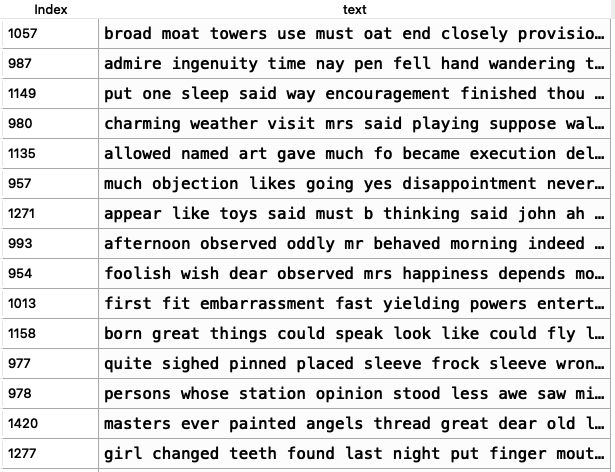 Index text
1057 broad moat towers use must oat end closely provisio…
987 admire ingenuity time nay pen fell hand wandering t…
1149 put one sleep said way encouragement finished thou …
980 charming weather visit mrs said playing suppose wal…
1135 allowed named art gave much fo became execution del…
957 much objection likes going yes disappointment never…
1271 appear like toys said must b thinking said john ah …
993 afternoon observed oddly mr behaved morning indeed …
954 foolish wish dear observed mrs happiness depends mo…
1013 first fit embarrassment fast yielding powers entert…
1158 born great things could speak look like could fly l…
977 quite sighed pinned placed sleeve frock sleeve wron…
978 persons whose station opinion stood less awe saw mi…
1420 masters ever painted angels thread great dear old l…
1277 girl changed teeth found last night put finger mout…